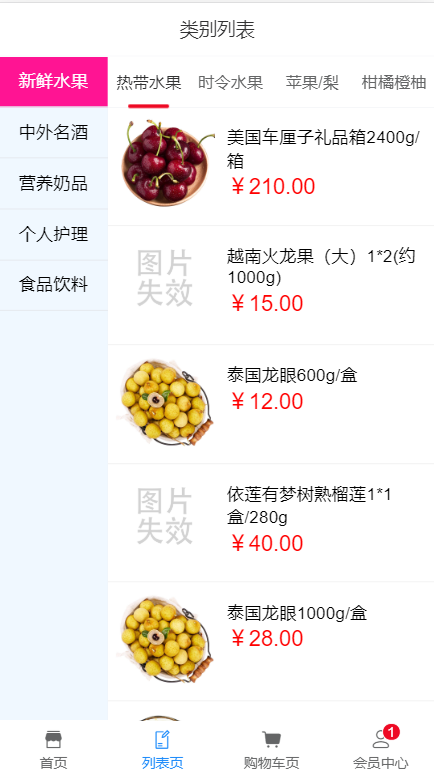 类别列表
新鲜水果
中外名酒
营养奶品
个人护理
食品饮料
热带水果 时令水果 苹果/梨 柑橘橙柚
美国车厘子礼品箱2400g/
箱
￥210.00
图片
失效
越南火龙果（大）1*2(约
1000g)
￥15.00
泰国龙眼600g/盒
￥12.00
图片
失效
依莲有梦树熟榴莲1*1
盒/280g
￥40.00
泰国龙眼1000g/盒
￥28.00
首页 列表页 购物车页 会员中心
1